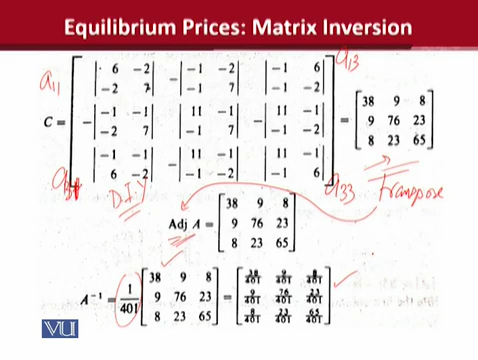 Equilibrium Prices: Matrix Inversion
a11 a13
C = [ |6 -2; -2 7| -|-1 -2; -1 7| |-1 6; -1 -2| ] = [38 9 8]
[ -|-1 -1; -2 7| |11 -1; -1 7| -|11 -1; -1 -2| ] [9 76 23]
[ |-1 -1; 6 -2| -|11 -1; -1 -2| |11 -1; -1 6| ] [8 23 65]
D.I.Y a33 Transpose
Adj A = [38 9 8]
[9 76 23]
[8 23 65]
A⁻¹ = 1/401 [38 9 8] = [38/401 9/401 8/401]
[9 76 23] [9/401 76/401 23/401]
[8 23 65] [8/401 23/401 65/401]
VU